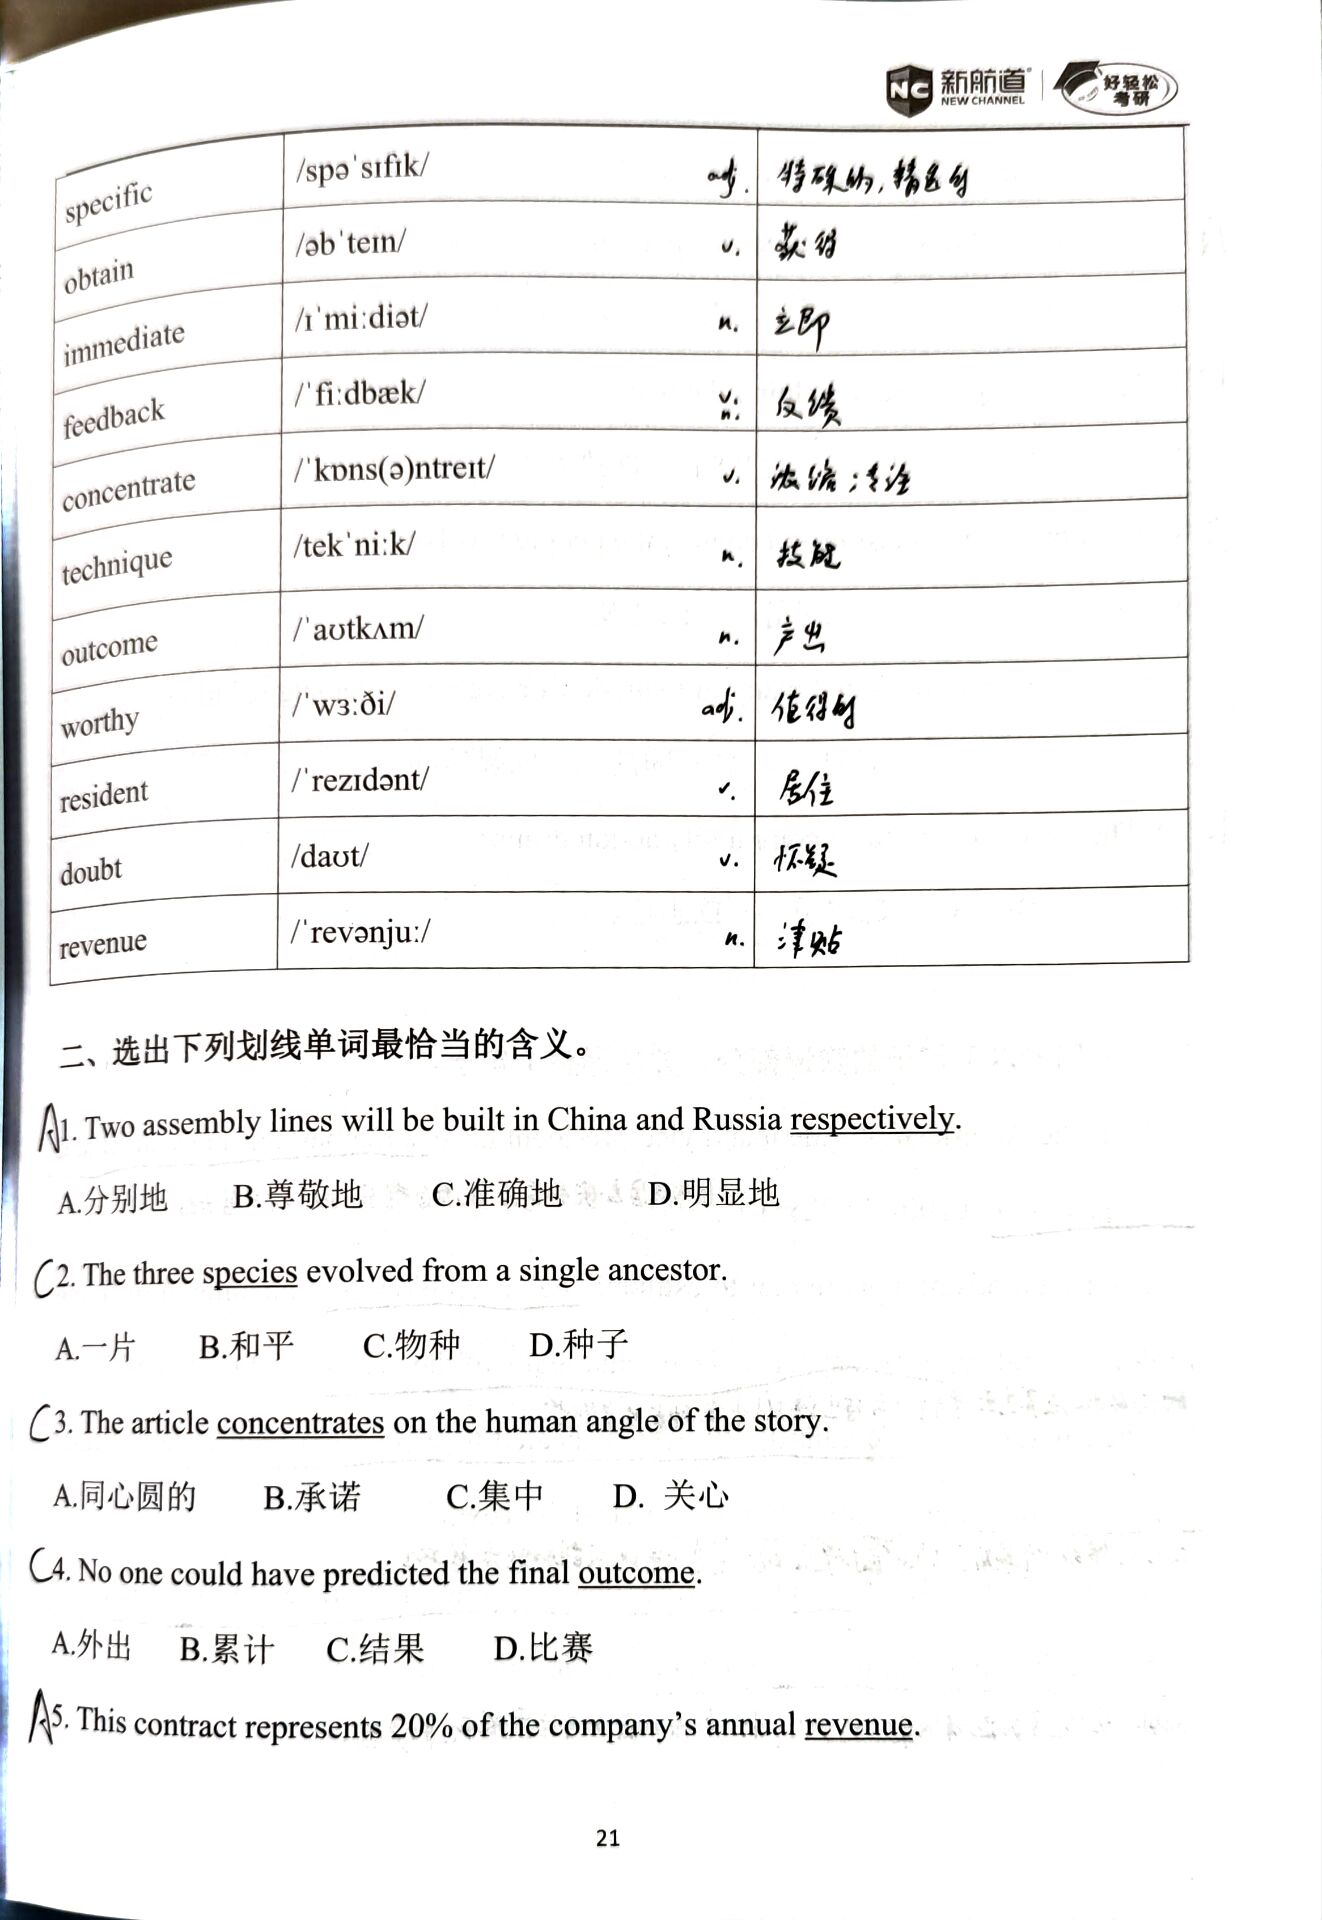 NC 新航道 NEW CHANNEL 好轻松考研
specific /spəˈsɪfɪk/ adj. 特殊的，精选的
obtain /əbˈteɪn/ v. 获得
immediate /ɪˈmiːdiət/ n. 立即
feedback /ˈfiːdbæk/ v. n. 反馈
concentrate /ˈkɒns(ə)ntreɪt/ v. 浓缩；专注
technique /tekˈniːk/ n. 技能
outcome /ˈaʊtkʌm/ n. 产出
worthy /ˈwɜːði/ adj. 值得的
resident /ˈrezɪdənt/ v. 居住
doubt /daʊt/ v. 怀疑
revenue /ˈrevənjuː/ n. 津贴
二、选出下列划线单词最恰当的含义。
A 1. Two assembly lines will be built in China and Russia respectively.
A.分别地 B.尊敬地 C.准确地 D.明显地
C 2. The three species evolved from a single ancestor.
A.一片 B.和平 C.物种 D.种子
C 3. The article concentrates on the human angle of the story.
A.同心圆的 B.承诺 C.集中 D. 关心
C 4. No one could have predicted the final outcome.
A.外出 B.累计 C.结果 D.比赛
A 5. This contract represents 20% of the company’s annual revenue.
21